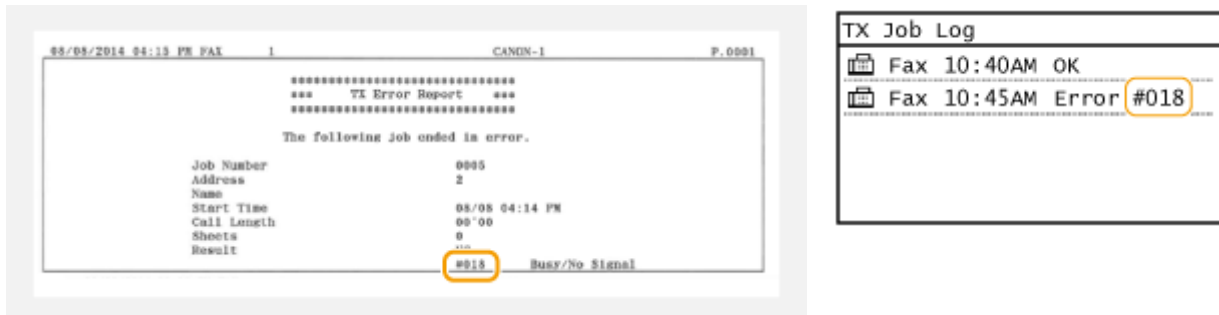 08/08/2014 04:15 PM FAX 1 CANON-1 P.0001
******************************
*** TX Error Report ***
******************************
The following job ended in error.
Job Number 0005
Address 2
Name
Start Time 08/08 04:14 PM
Call Length 00'00
Sheets 0
Result
#018 Busy/No Signal
TX Job Log
Fax 10:40AM OK
Fax 10:45AM Error #018